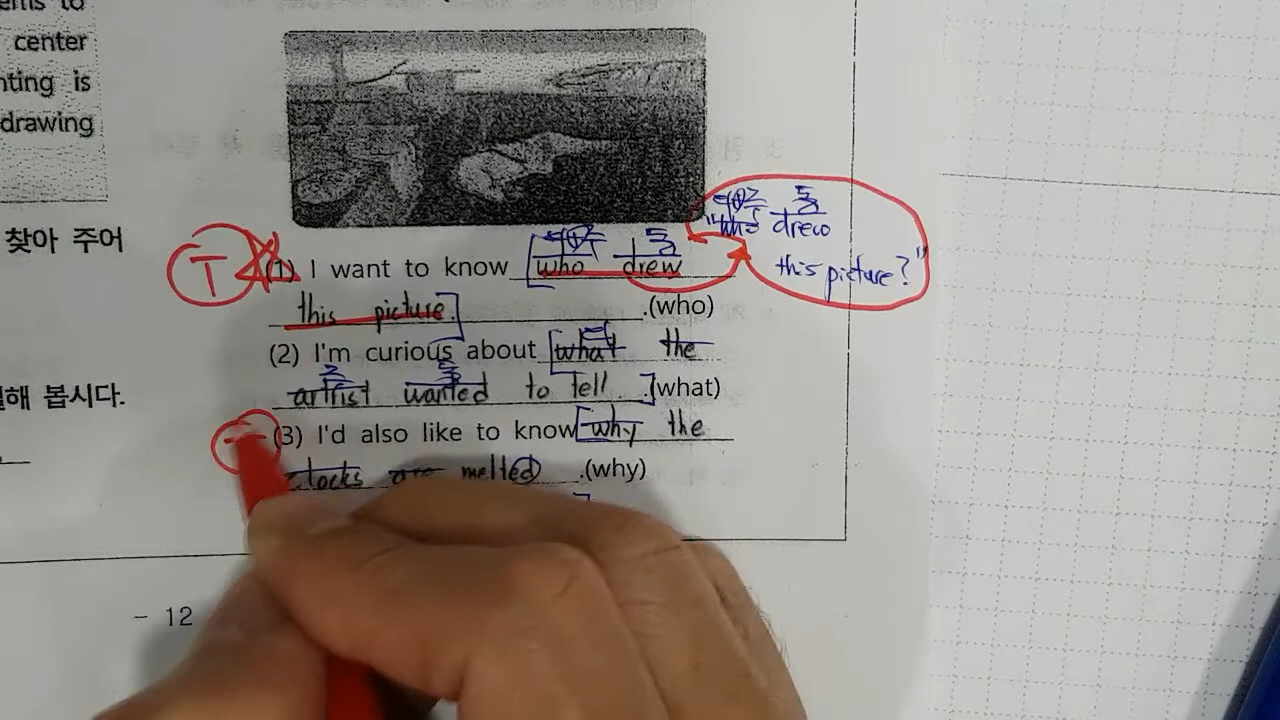 to
center
nting is
drawing
찾아 주어
해 봅시다.
"who drew
this picture?"
T
(1) I want to know who drew
this picture .(who)
(2) I'm curious about what the
artist wanted to tell .(what)
(3) I'd also like to know why the
clocks are melted .(why)
- 12